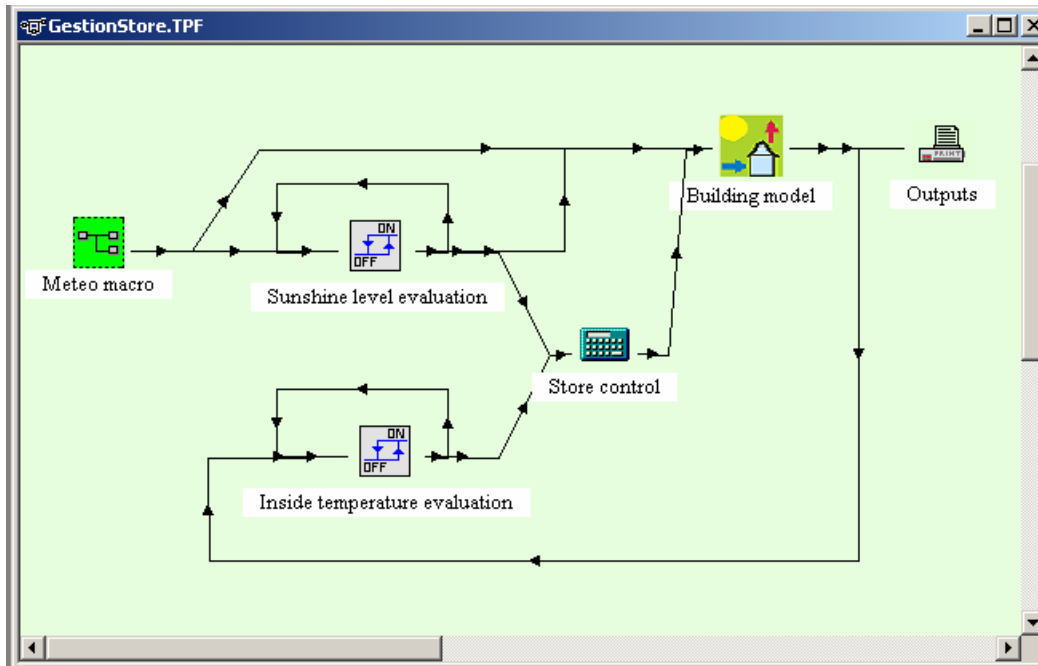 GestionStore.TPF
PRINT
Building model
Outputs
ON
OFF
Meteo macro
Sunshine level evaluation
Store control
ON
OFF
Inside temperature evaluation